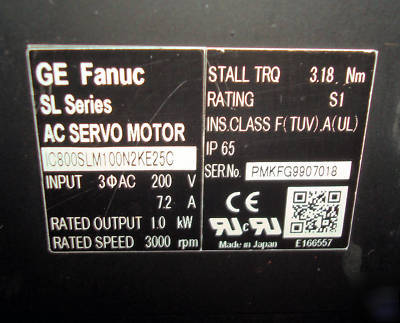 GE Fanuc
SL Series
AC SERVO MOTOR
IC800SLM100N2KE25C
INPUT 3ΦAC 200 V
7.2 A
RATED OUTPUT 1.0 kW
RATED SPEED 3000 rpm
STALL TRQ 3.18 Nm
RATING S1
INS.CLASS F(TUV),A(UL)
IP 65
SER.No. PMKFG9907018
CE
c RU US
Made in Japan E166557